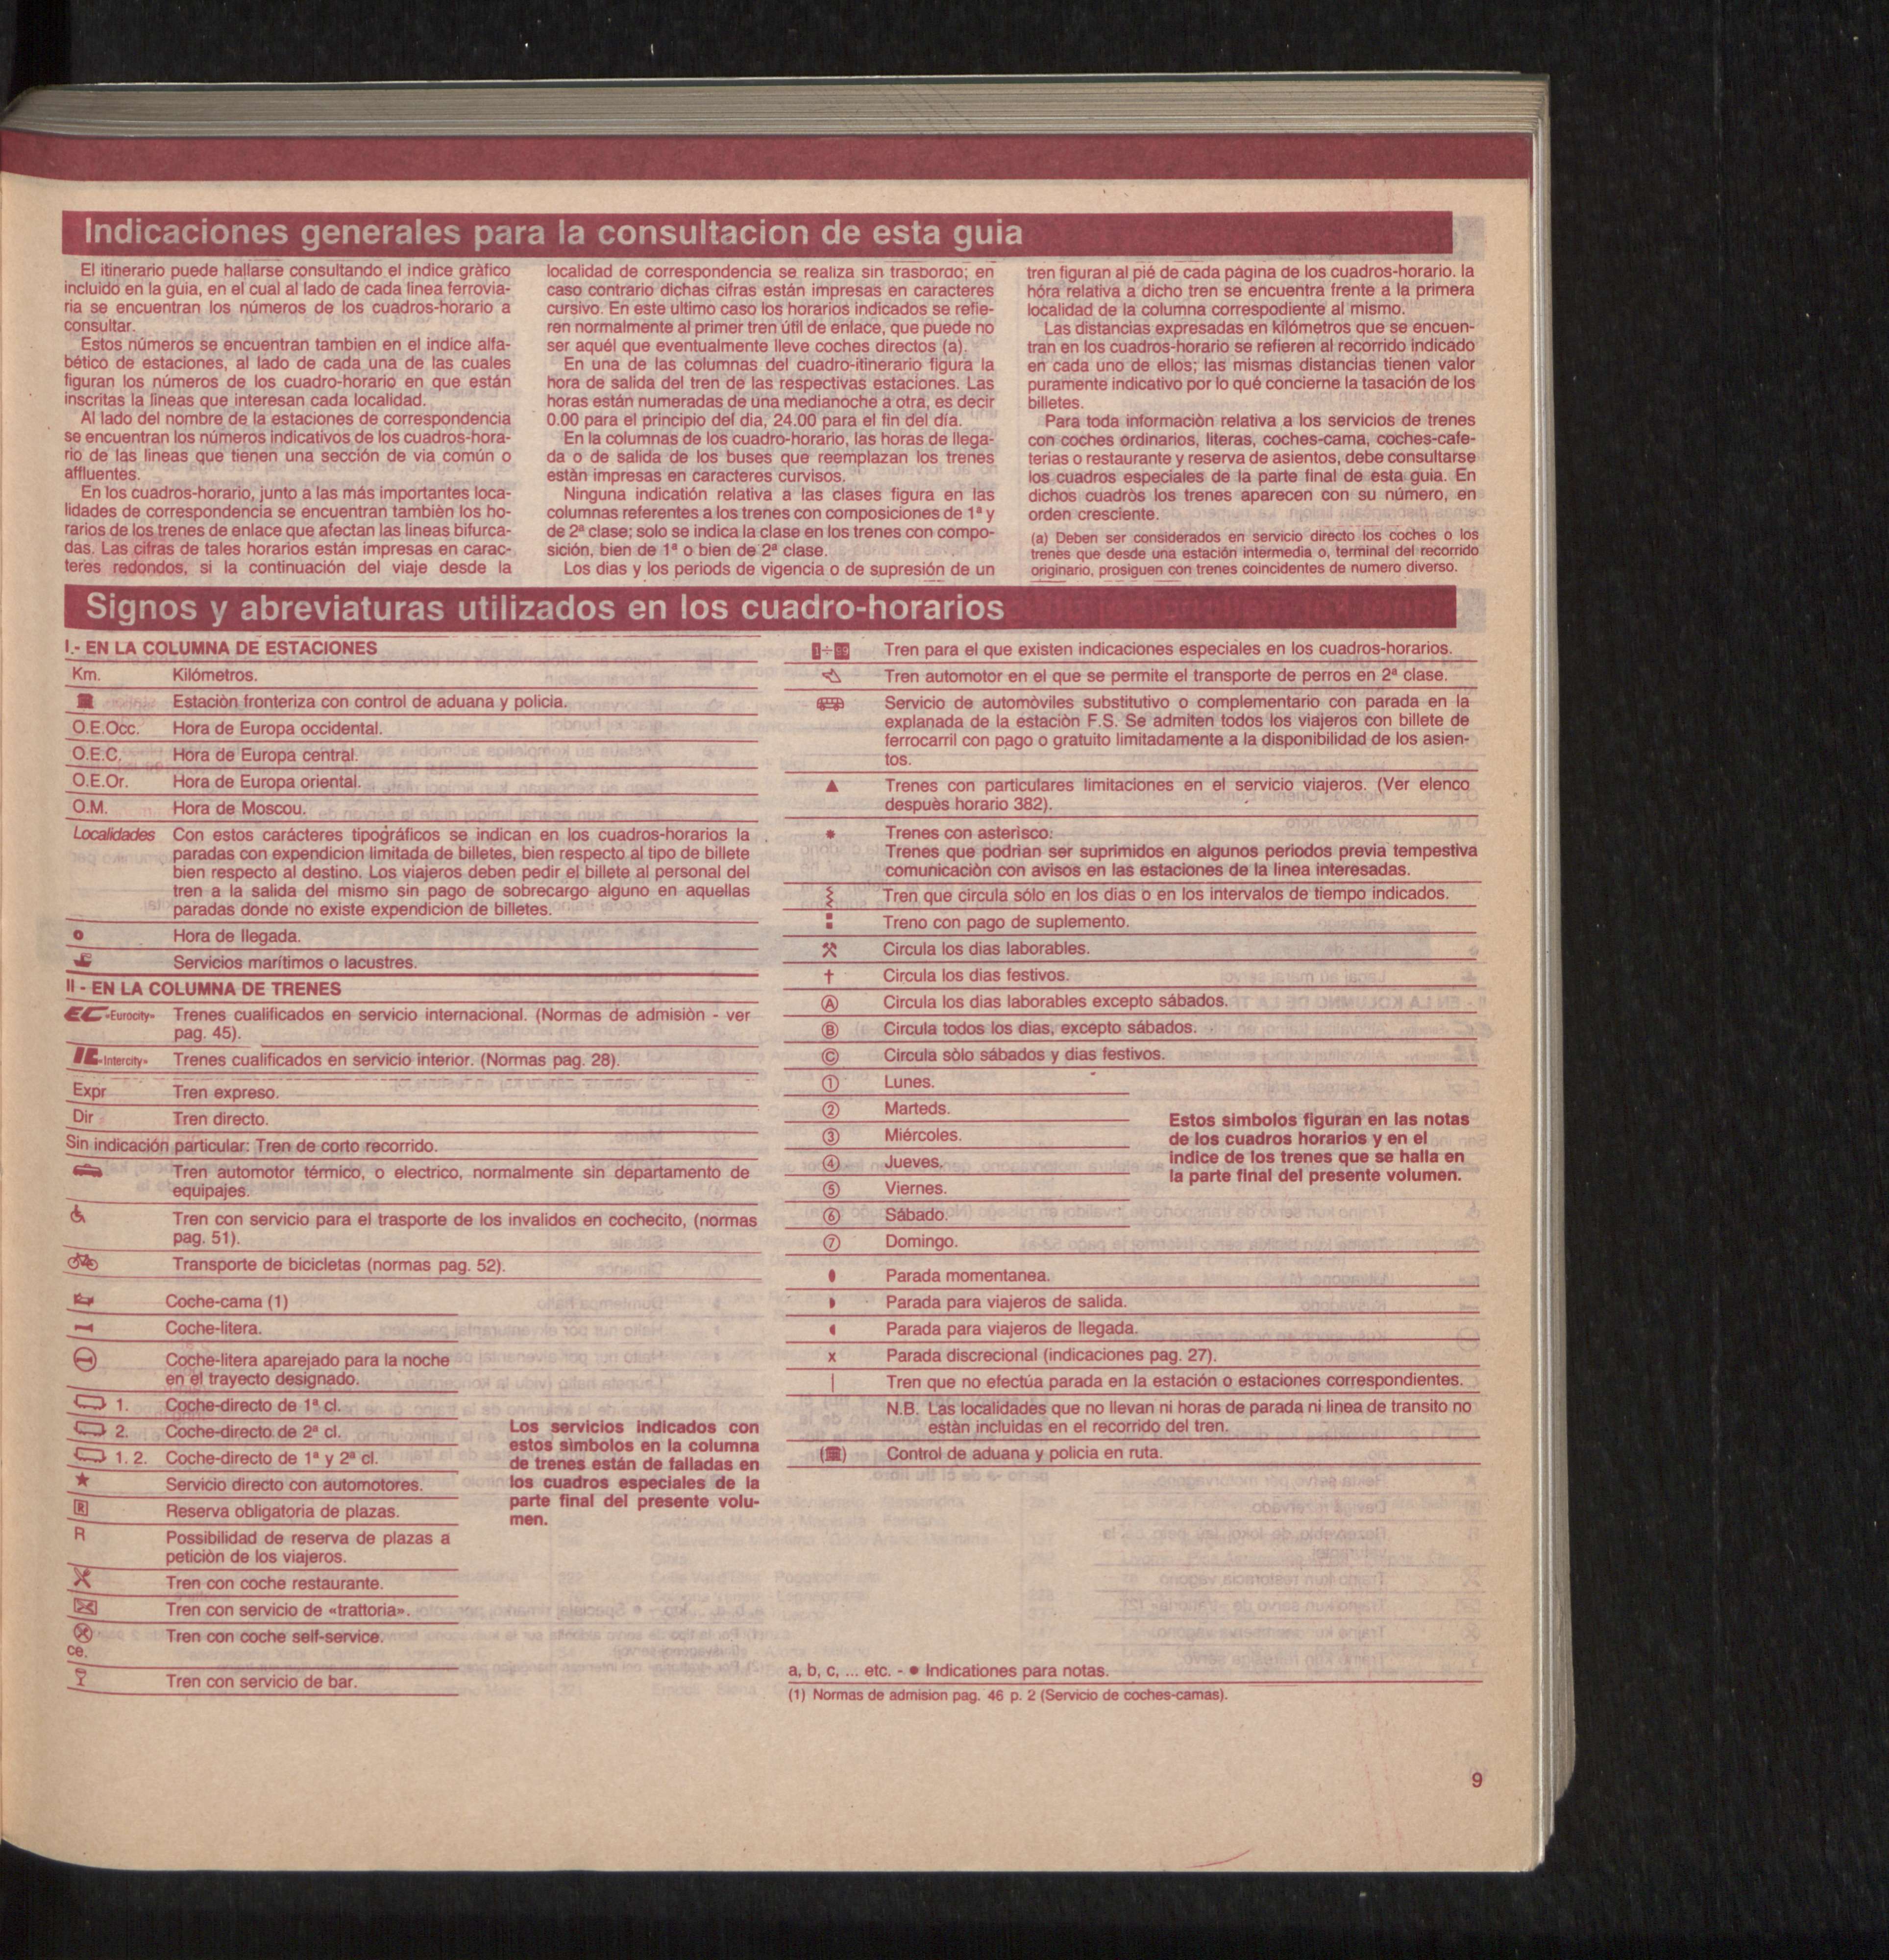 Indicaciones generales para la consultacion de esta guia
El itinerario puede hallarse consultando el indice gràfico
incluido en la guia, en el cual al lado de cada linea ferrovia-
ria se encuentran los números de los cuadros-horario a
consultar.
Estos números se encuentran tambien en el indice alfa-
bético de estaciones, al lado de cada una de las cuales
figuran los números de los cuadro-horario en que están
inscritas la lineas que interesan cada localidad.
Al lado del nombre de la estaciones de correspondencia
se encuentran los números indicativos de los cuadros-hora-
rio de las lineas que tienen una sección de via común o
affluentes.
En los cuadros-horario, junto a las más importantes loca-
lidades de correspondencia se encuentran tambièn los ho-
rarios de los trenes de enlace que afectan las lineas bifurca-
das. Las cifras de tales horarios están impresas en carac-
teres redondos, si la continuación del viaje desde la
localidad de correspondencia se realiza sin trasbordo; en
caso contrario dichas cifras están impresas en caracteres
cursivo. En este ultimo caso los horarios indicados se refie-
ren normalmente al primer tren útil de enlace, que puede no
ser aquél que eventualmente lleve coches directos (a).
En una de las columnas del cuadro-itinerario figura la
hora de salida del tren de las respectivas estaciones. Las
horas están numeradas de una medianoche a otra, es decir
0.00 para el principio del dia, 24.00 para el fin del día.
En la columnas de los cuadro-horario, las horas de llega-
da o de salida de los buses que reemplazan los trenes
estàn impresas en caracteres curvisos.
Ninguna indicatión relativa a las clases figura en las
columnas referentes a los trenes con composiciones de 1ª y
de 2ª clase; solo se indica la clase en los trenes con compo-
sición, bien de 1ª o bien de 2ª clase.
Los dias y los periods de vigencia o de supresión de un
tren figuran al pié de cada página de los cuadros-horario. la
hóra relativa a dicho tren se encuentra frente a la primera
localidad de la columna correspodiente al mismo.
Las distancias expresadas en kilómetros que se encuen-
tran en los cuadros-horario se refieren al recorrido indicado
en cada uno de ellos; las mismas distancias tienen valor
puramente indicativo por lo qué concierne la tasación de los
billetes.
Para toda informaciòn relativa a los servicios de trenes
con coches ordinarios, literas, coches-cama, coches-cafe-
terias o restaurante y reserva de asientos, debe consultarse
los cuadros especiales de la parte final de esta guia. En
dichos cuadròs los trenes aparecen con su número, en
orden cresciente.
(a) Deben ser considerados en servicio directo los coches o los
trenes que desde una estación intermedia o, terminal del recorrido
originario, prosiguen con trenes coincidentes de numero diverso.
Signos y abreviaturas utilizados en los cuadro-horarios
I.- EN LA COLUMNA DE ESTACIONES
Km. Kilómetros.
Estaciòn fronteriza con control de aduana y policia.
O.E.Occ. Hora de Europa occidental.
O.E.C. Hora de Europa central.
O.E.Or. Hora de Europa oriental.
O.M. Hora de Moscou.
Localidades Con estos carácteres tipográficos se indican en los cuadros-horarios la
paradas con expendicion limitada de billetes, bien respecto al tipo de billete
bien respecto al destino. Los viajeros deben pedir el billete al personal del
tren a la salida del mismo sin pago de sobrecargo alguno en aquellas
paradas donde no existe expendicion de billetes.
Hora de llegada.
Servicios marítimos o lacustres.
II - EN LA COLUMNA DE TRENES
EC «Eurocity» Trenes cualificados en servicio internacional. (Normas de admisiòn - ver
pag. 45).
IC «Intercity» Trenes cualificados en servicio interior. (Normas pag. 28).
Expr Tren expreso.
Dir Tren directo.
Sin indicación particular: Tren de corto recorrido.
Tren automotor térmico, o electrico, normalmente sin departamento de
equipajes.
Tren con servicio para el trasporte de los invalidos en cochecito, (normas
pag. 51).
Transporte de bicicletas (normas pag. 52).
Coche-cama (1)
Coche-litera.
Coche-litera aparejado para la noche
en el trayecto designado.
1. Coche-directo de 1ª cl.
2. Coche-directo de 2ª cl.
1. 2. Coche-directo de 1ª y 2ª cl.
★ Servicio directo con automotores.
R Reserva obligatoria de plazas.
R Possibilidad de reserva de plazas a
peticiòn de los viajeros.
Tren con coche restaurante.
Tren con servicio de «trattoria».
Tren con coche self-service.
ce.
Tren con servicio de bar.
Los servicios indicados con
estos sìmbolos en la columna
de trenes están de falladas en
los cuadros especiales de la
parte final del presente volu-
men.
1÷99 Tren para el que existen indicaciones especiales en los cuadros-horarios.
Tren automotor en el que se permite el transporte de perros en 2ª clase.
Servicio de automòviles substitutivo o complementario con parada en la
explanada de la estaciòn F.S. Se admiten todos los viajeros con billete de
ferrocarril con pago o gratuito limitadamente a la disponibilidad de los asien-
tos.
▲ Trenes con particulares limitaciones en el servicio viajeros. (Ver elenco
despuès horario 382).
* Trenes con asterisco:
Trenes que podrian ser suprimidos en algunos periodos previa tempestiva
comunicaciòn con avisos en las estaciones de la linea interesadas.
Tren que circula sólo en los dias o en los intervalos de tiempo indicados.
Treno con pago de suplemento.
⚒ Circula los dias laborables.
† Circula los dias festivos.
Ⓐ Circula los dias laborables excepto sábados.
Ⓑ Circula todos los dias, excepto sábados.
Ⓒ Circula sòlo sábados y dias festivos.
① Lunes.
② Marteds.
③ Miércoles.
④ Jueves.
⑤ Viernes.
⑥ Sábado.
⑦ Domingo.
Estos simbolos figuran en las notas
de los cuadros horarios y en el
indice de los trenes que se halla en
la parte final del presente volumen.
Parada momentanea.
Parada para viajeros de salida.
Parada para viajeros de llegada.
x Parada discrecional (indicaciones pag. 27).
| Tren que no efectúa parada en la estación o estaciones correspondientes.
N.B. Las localidades que no llevan ni horas de parada ni linea de transito no
estàn incluidas en el recorrido del tren.
Control de aduana y policia en ruta.
a, b, c, ... etc. - ● Indicationes para notas.
(1) Normas de admision pag. 46 p. 2 (Servicio de coches-camas).
9